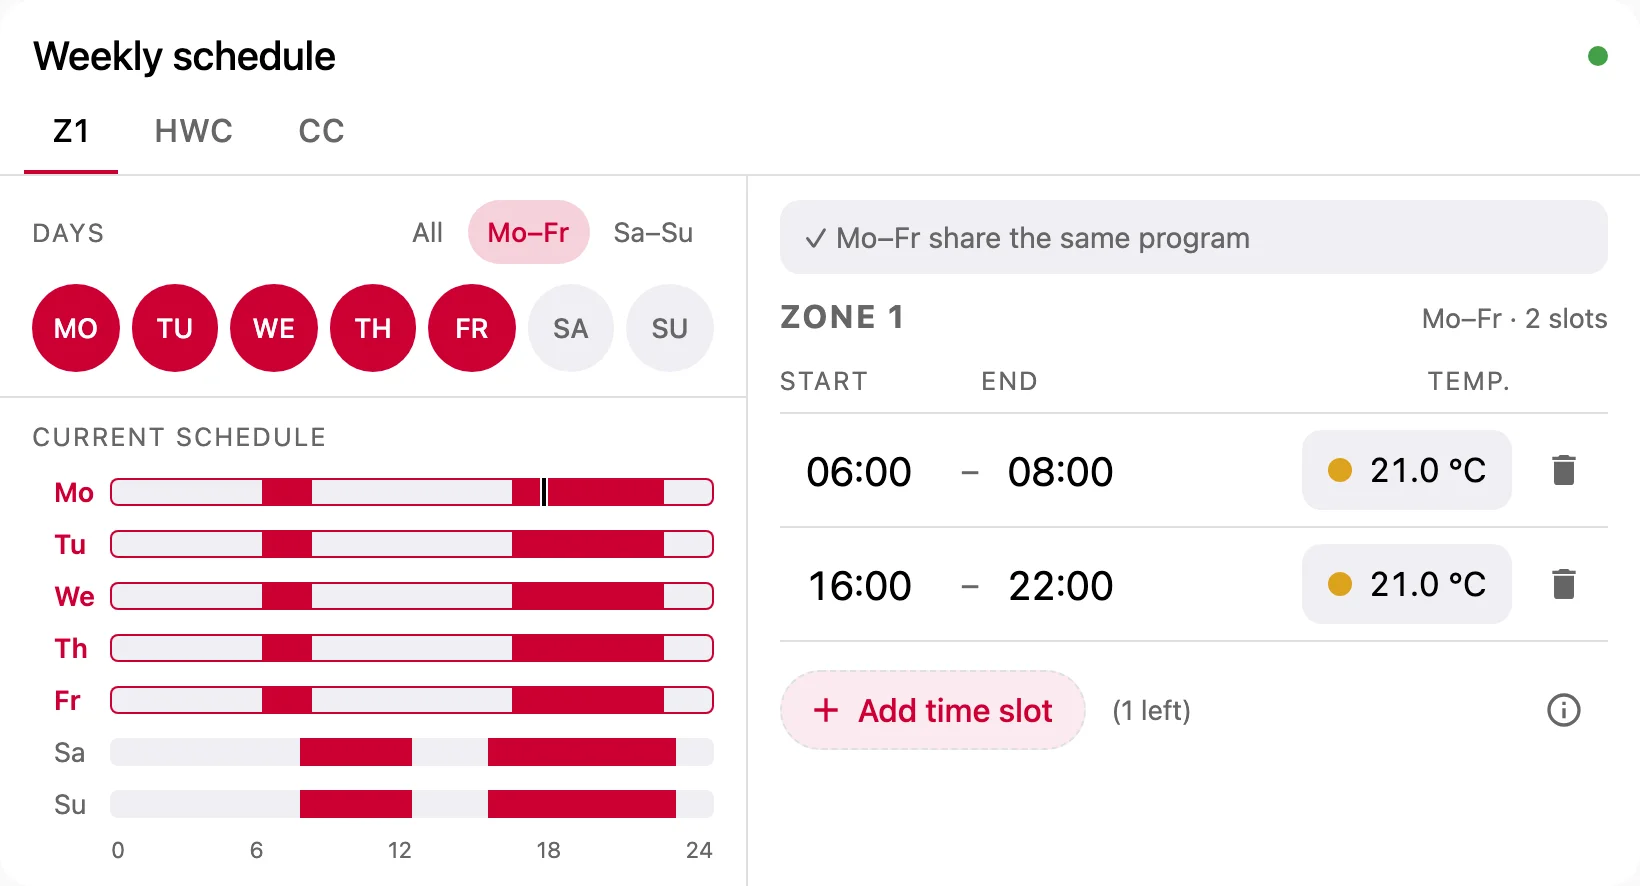 Weekly schedule
Z1 HWC CC
DAYS All Mo–Fr Sa–Su
MO TU WE TH FR SA SU
CURRENT SCHEDULE
Mo
Tu
We
Th
Fr
Sa
Su
0 6 12 18 24
✓ Mo–Fr share the same program
ZONE 1 Mo–Fr · 2 slots
START END TEMP.
06:00 – 08:00 21.0 °C
16:00 – 22:00 21.0 °C
+ Add time slot (1 left)